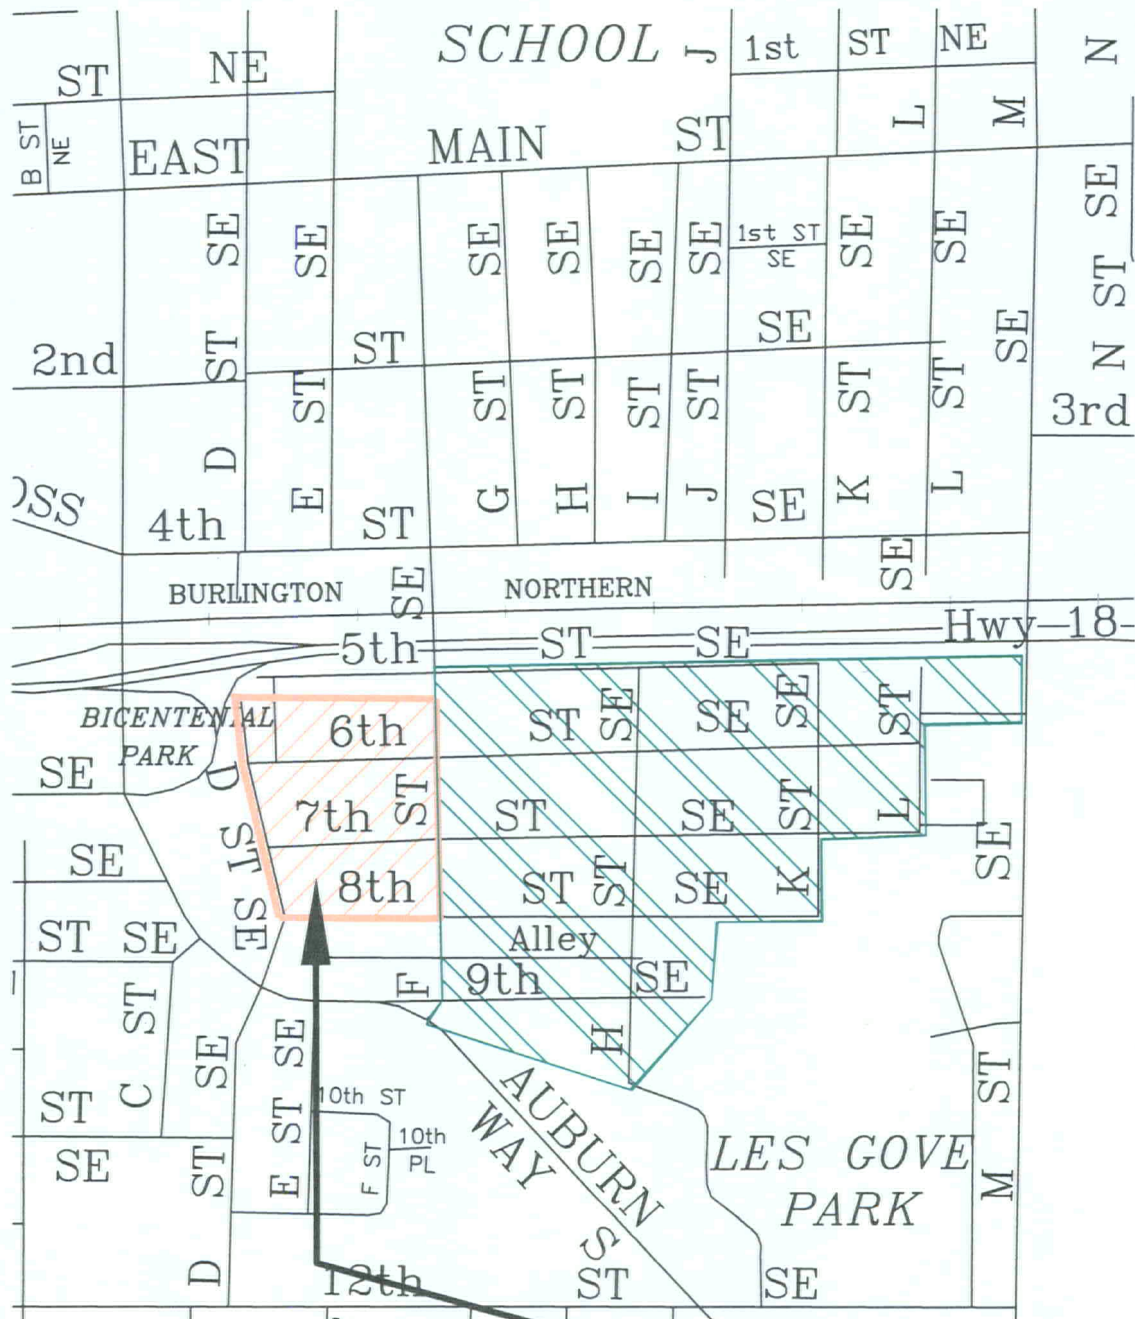 SCHOOL
J
1st
ST
NE
N
ST
NE
B ST
NE
EAST
MAIN
ST
L
M
D ST SE
E ST SE
G ST SE
H ST SE
I ST SE
J ST SE
1st ST
SE
K ST SE
L ST SE
SE
N ST SE
2nd
ST
SE
3rd
OSS
4th
ST
SE
BURLINGTON
NORTHERN
SE
SE
5th
ST
SE
Hwy-18-
BICENTENIAL
PARK
6th
ST
SE
SE
SE
ST
SE
D ST SE
7th
ST
ST
SE
ST
L
SE
SE
8th
ST
ST
SE
K
ST
SE
Alley
F
9th
SE
H
C ST
SE
E ST SE
D ST
10th ST
10th
PL
F ST
ST
SE
AUBURN
WAY
S
LES GOVE
PARK
M ST
12th
ST
SE